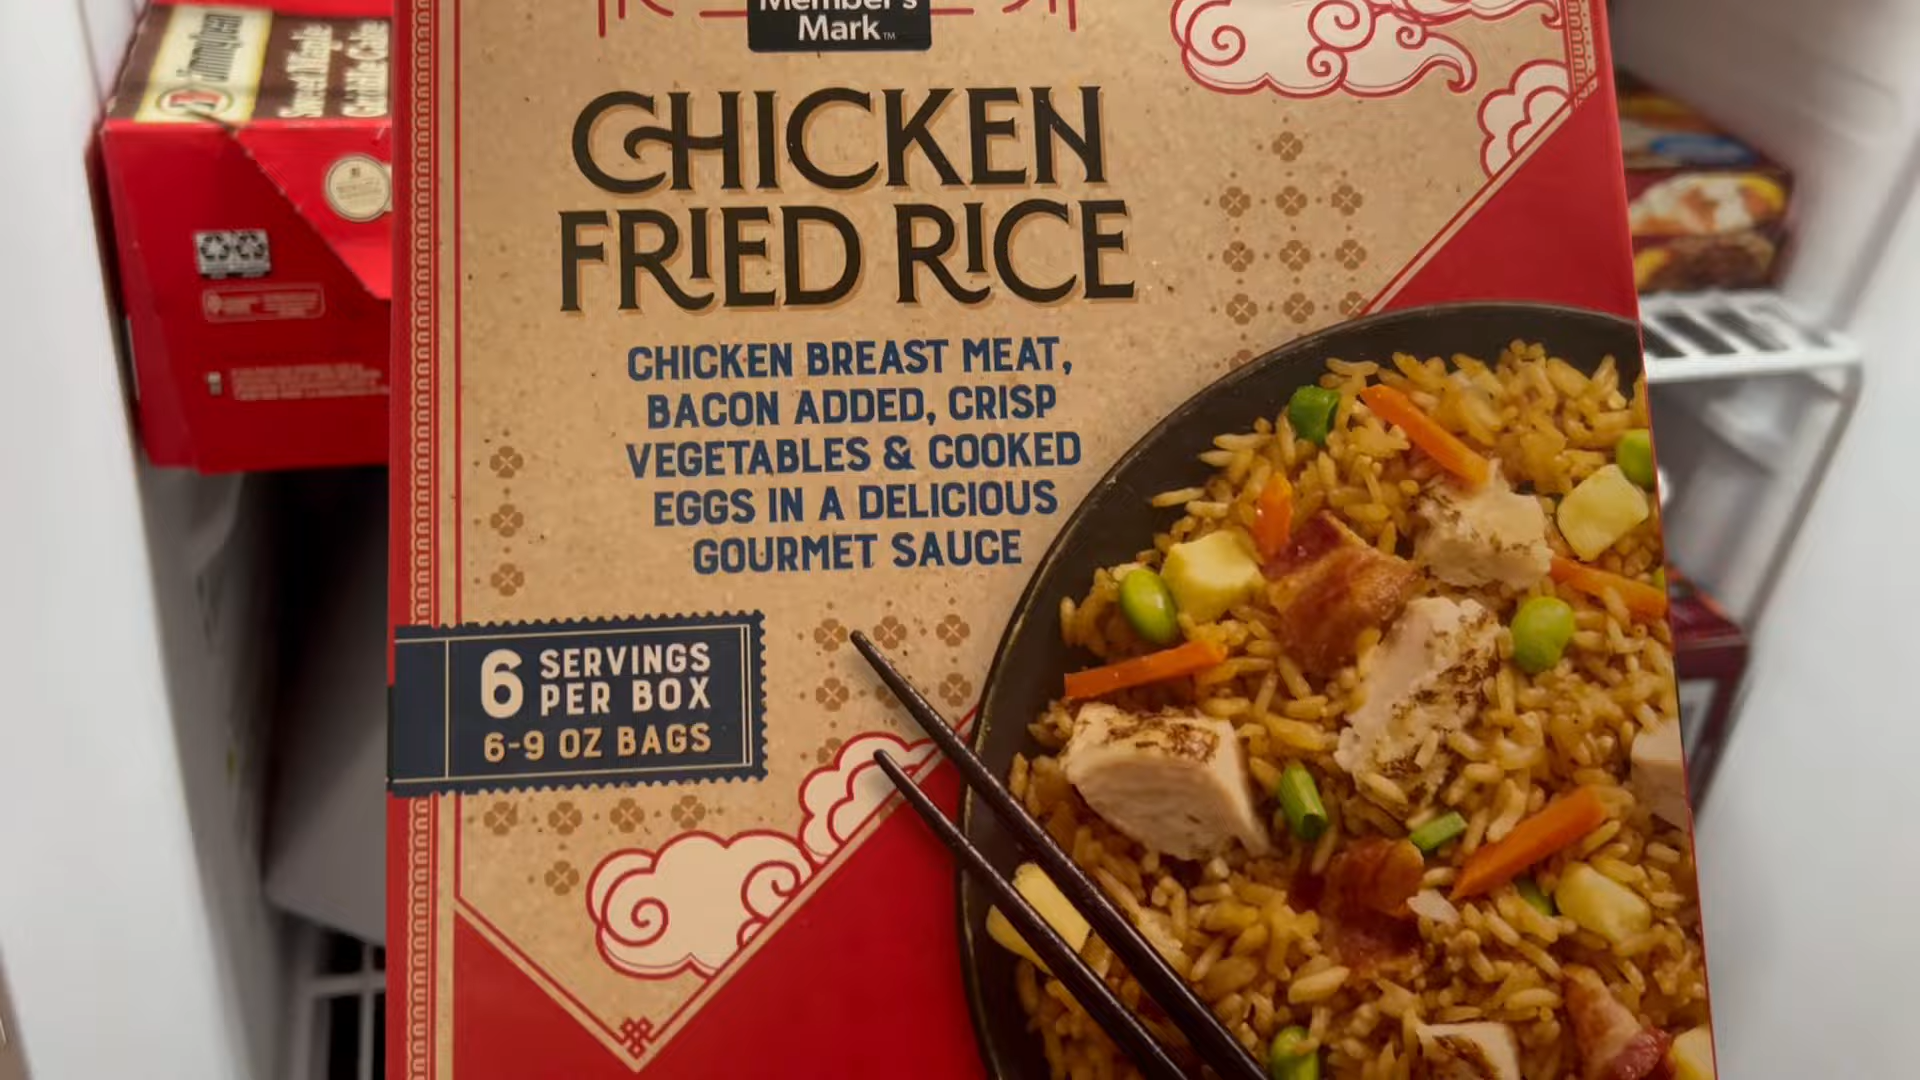 Member's
Mark™
CHICKEN
FRIED RICE
CHICKEN BREAST MEAT,
BACON ADDED, CRISP
VEGETABLES & COOKED
EGGS IN A DELICIOUS
GOURMET SAUCE
6 SERVINGS
PER BOX
6-9 OZ BAGS